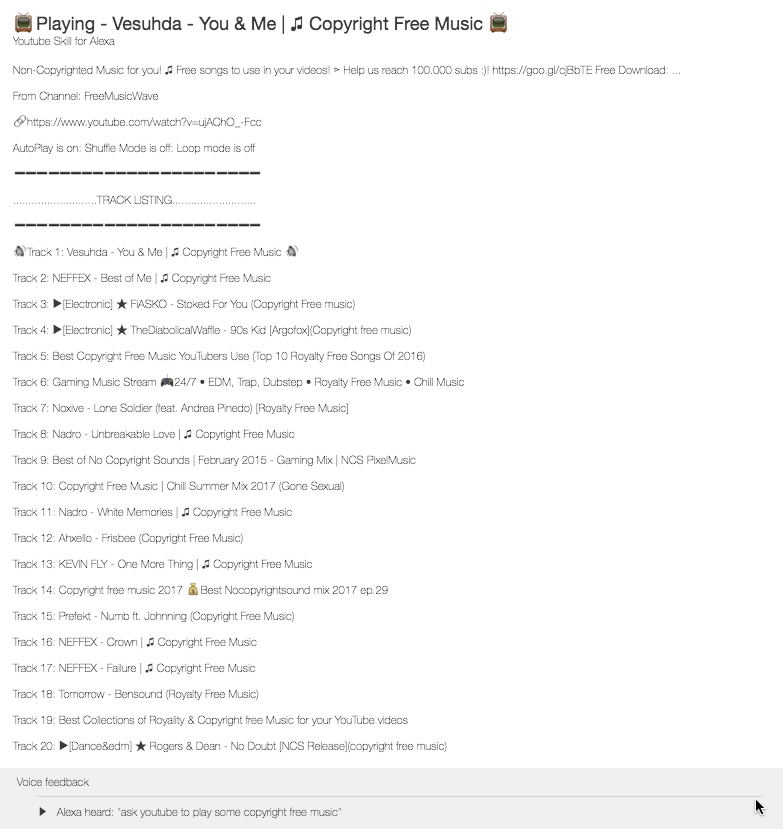 📺Playing - Vesuhda - You & Me | ♫ Copyright Free Music 📺
Youtube Skill for Alexa
Non-Copyrighted Music for you! ♫ Free songs to use in your videos! ⊳ Help us reach 100.000 subs :)! https://goo.gl/cjBbTE Free Download: ...
From Channel: FreeMusicWave
🔗https://www.youtube.com/watch?v=ujAChO_-Fcc
AutoPlay is on: Shuffle Mode is off: Loop mode is off
➖➖➖➖➖➖➖➖➖➖➖➖➖➖➖➖➖➖➖➖➖➖
...........................TRACK LISTING...........................
➖➖➖➖➖➖➖➖➖➖➖➖➖➖➖➖➖➖➖➖➖➖
🔊Track 1: Vesuhda - You & Me | ♫ Copyright Free Music 🔊
Track 2: NEFFEX - Best of Me | ♫ Copyright Free Music
Track 3: ▶[Electronic] ★ FiASKO - Stoked For You (Copyright Free music)
Track 4: ▶[Electronic] ★ TheDiabolicalWaffle - 90s Kid [Argofox](Copyright free music)
Track 5: Best Copyright Free Music YouTubers Use (Top 10 Royalty Free Songs Of 2016)
Track 6: Gaming Music Stream 🎮24/7 • EDM, Trap, Dubstep • Royalty Free Music • Chill Music
Track 7: Noxive - Lone Soldier (feat. Andrea Pinedo) [Royalty Free Music]
Track 8: Nadro - Unbreakable Love | ♫ Copyright Free Music
Track 9: Best of No Copyright Sounds | February 2015 - Gaming Mix | NCS PixelMusic
Track 10: Copyright Free Music | Chill Summer Mix 2017 (Gone Sexual)
Track 11: Nadro - White Memories | ♫ Copyright Free Music
Track 12: Ahxello - Frisbee (Copyright Free Music)
Track 13: KEVIN FLY - One More Thing | ♫ Copyright Free Music
Track 14: Copyright free music 2017 💰Best Nocopyrightsound mix 2017 ep.29
Track 15: Prefekt - Numb ft. Johnning (Copyright Free Music)
Track 16: NEFFEX - Crown | ♫ Copyright Free Music
Track 17: NEFFEX - Failure | ♫ Copyright Free Music
Track 18: Tomorrow - Bensound (Royalty Free Music)
Track 19: Best Collections of Royality & Copyright free Music for your YouTube videos
Track 20: ▶[Dance&edm] ★ Rogers & Dean - No Doubt [NCS Release](copyright free music)
Voice feedback
▶ Alexa heard: "ask youtube to play some copyright free music"